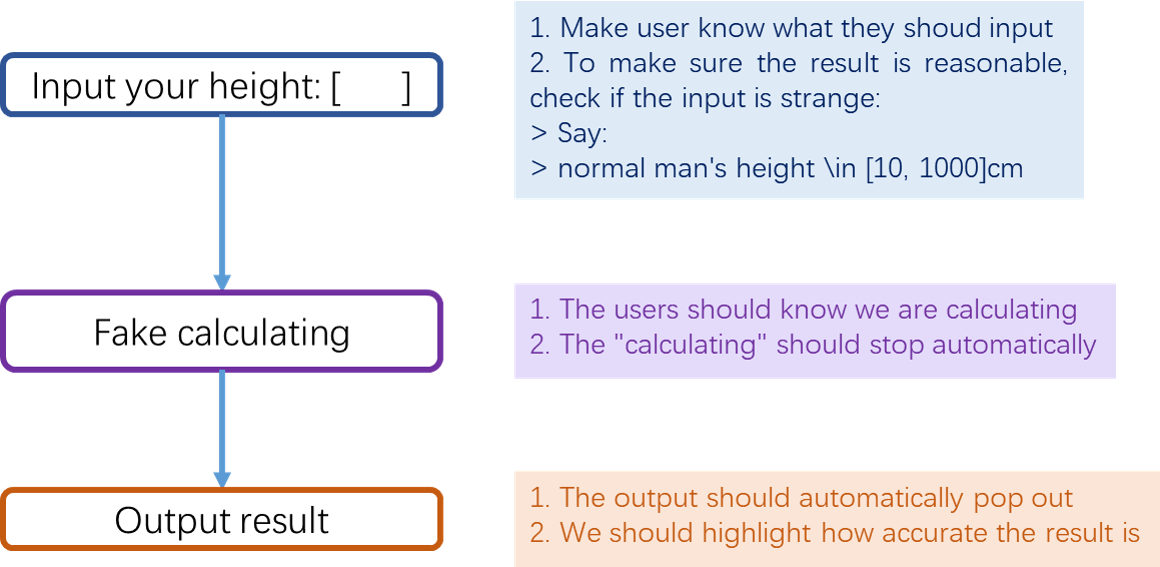 Input your height: [      ]
1. Make user know what they shoud input
2. To make sure the result is reasonable,
check if the input is strange:
> Say:
> normal man's height \in [10, 1000]cm
Fake calculating
1. The users should know we are calculating
2. The "calculating" should stop automatically
Output result
1. The output should automatically pop out
2. We should highlight how accurate the result is